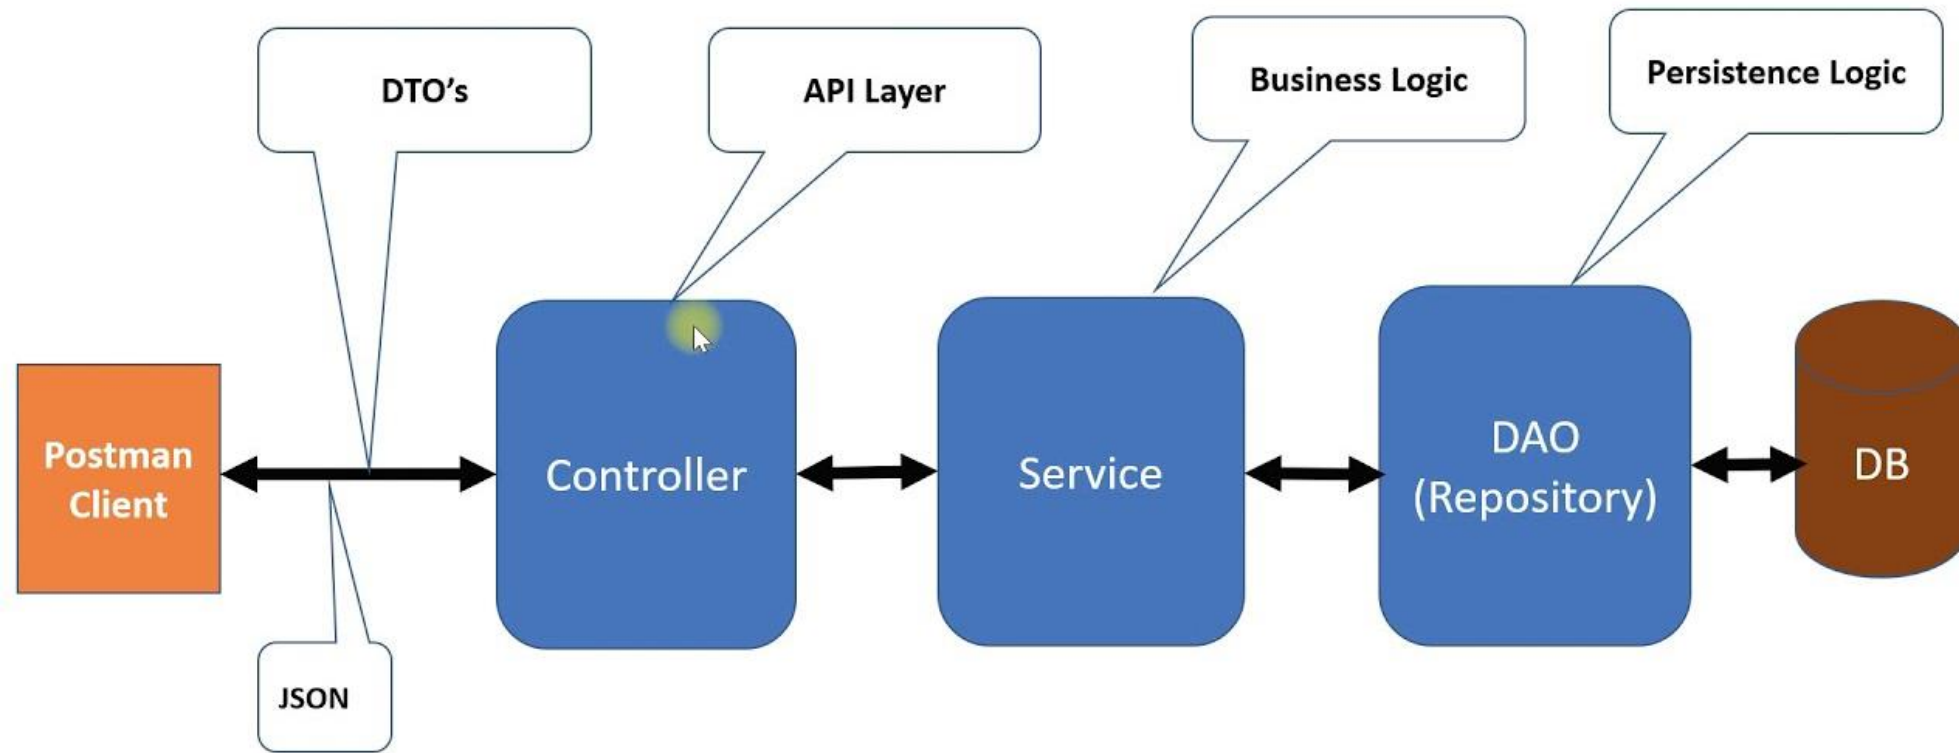 DTO’s
API Layer
Business Logic
Persistence Logic
Postman
Client
Controller
Service
DAO
(Repository)
DB
JSON